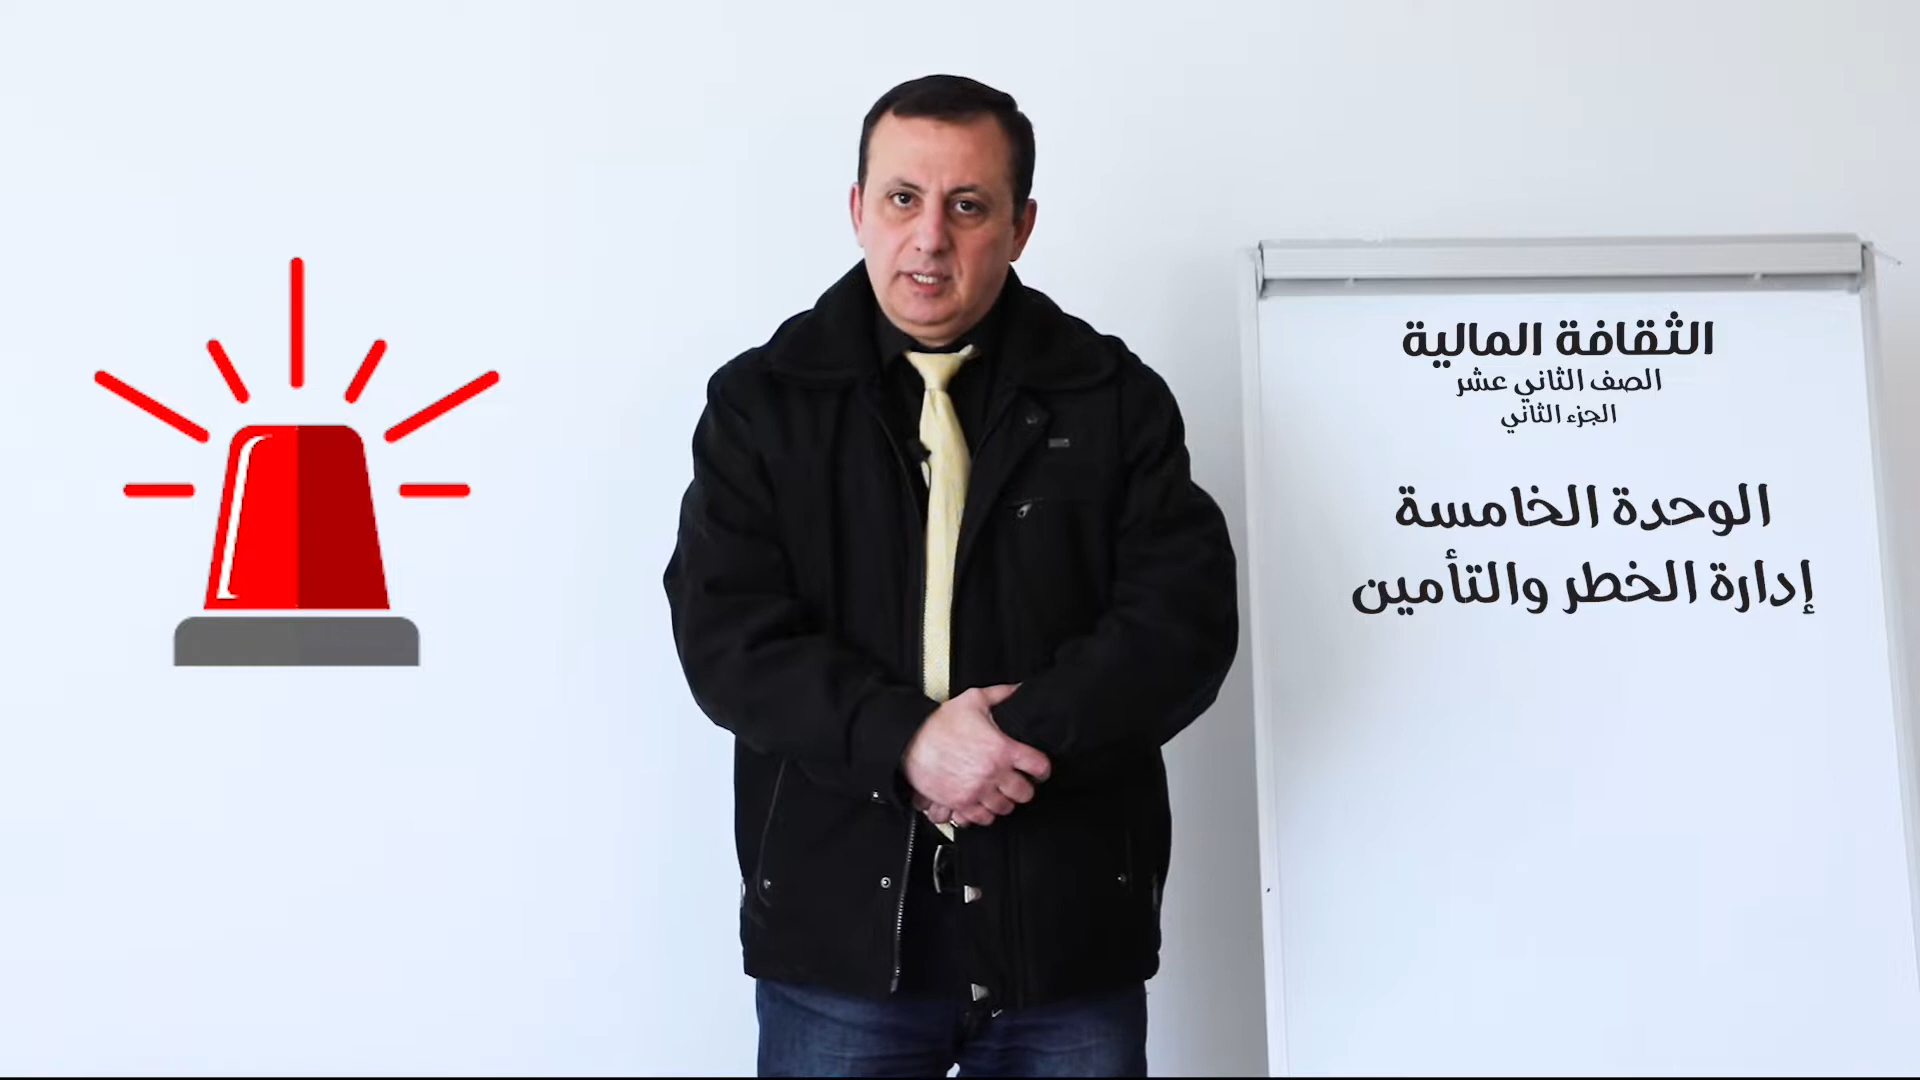 الثقافة المالية
الصف الثاني عشر
الجزء الثاني
الوحدة الخامسة
إدارة الخطر والتأمين